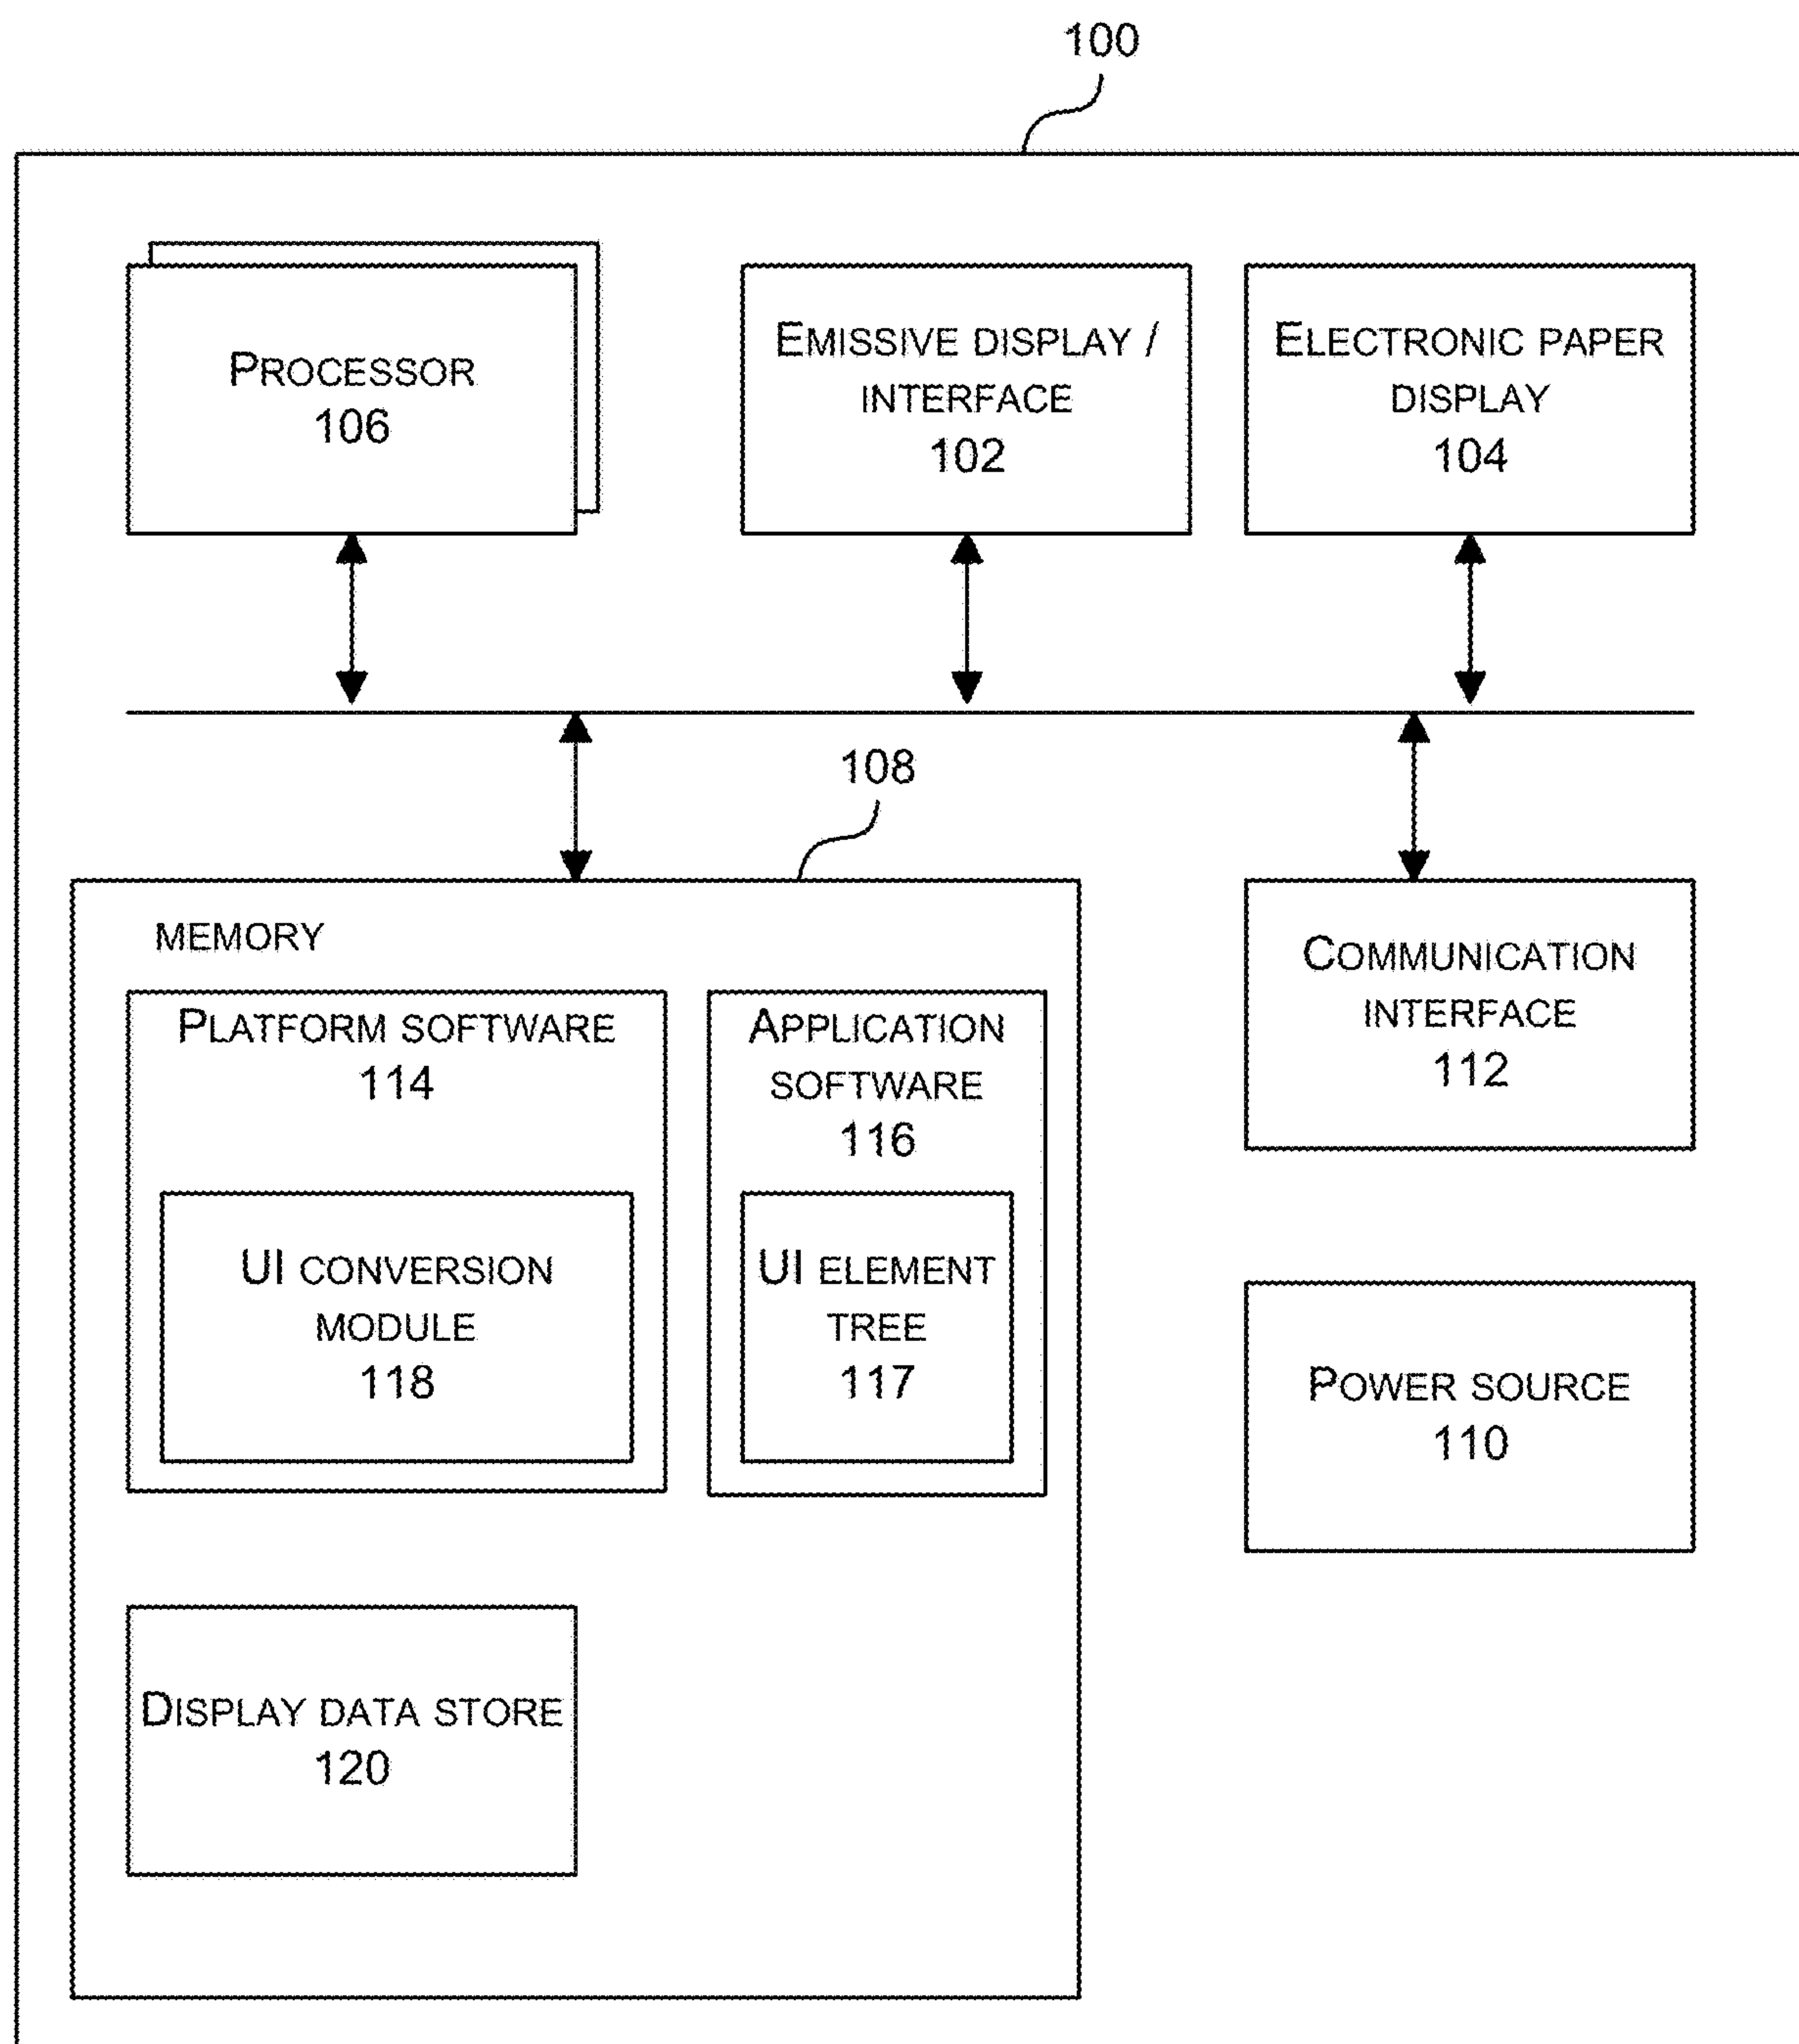 100
PROCESSOR
106
EMISSIVE DISPLAY /
INTERFACE
102
ELECTRONIC PAPER
DISPLAY
104
108
MEMORY
PLATFORM SOFTWARE
114
UI CONVERSION
MODULE
118
APPLICATION
SOFTWARE
116
UI ELEMENT
TREE
117
DISPLAY DATA STORE
120
COMMUNICATION
INTERFACE
112
POWER SOURCE
110